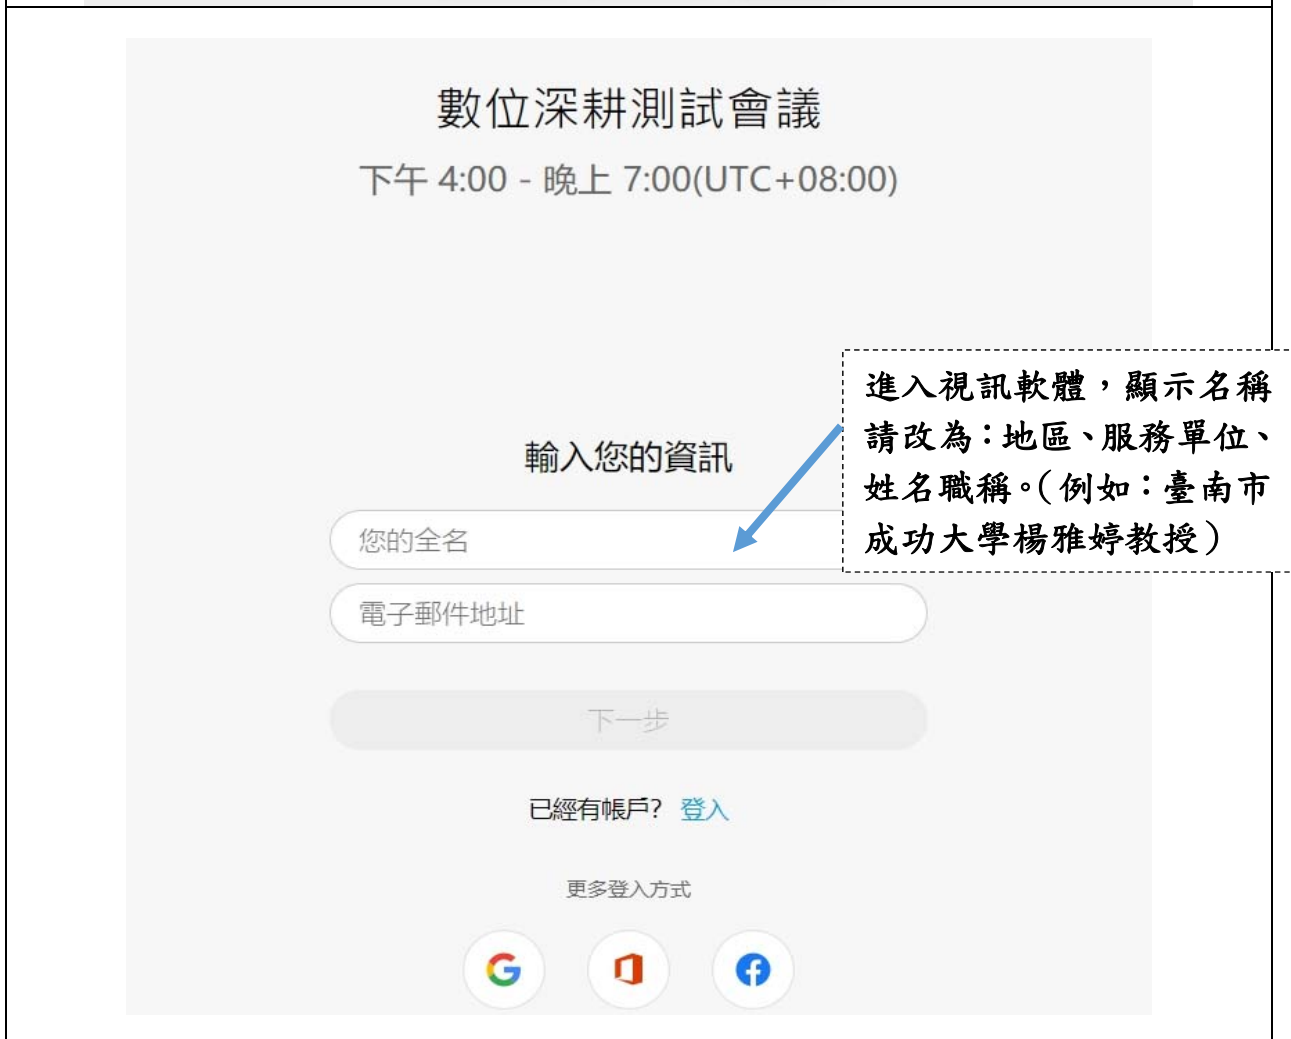 數位深耕測試會議
下午 4:00 - 晚上 7:00(UTC+08:00)
進入視訊軟體，顯示名稱
請改為：地區、服務單位、
姓名職稱。（例如：臺南市
成功大學楊雅婷教授）
輸入您的資訊
您的全名
電子郵件地址
下一步
已經有帳戶? 登入
更多登入方式